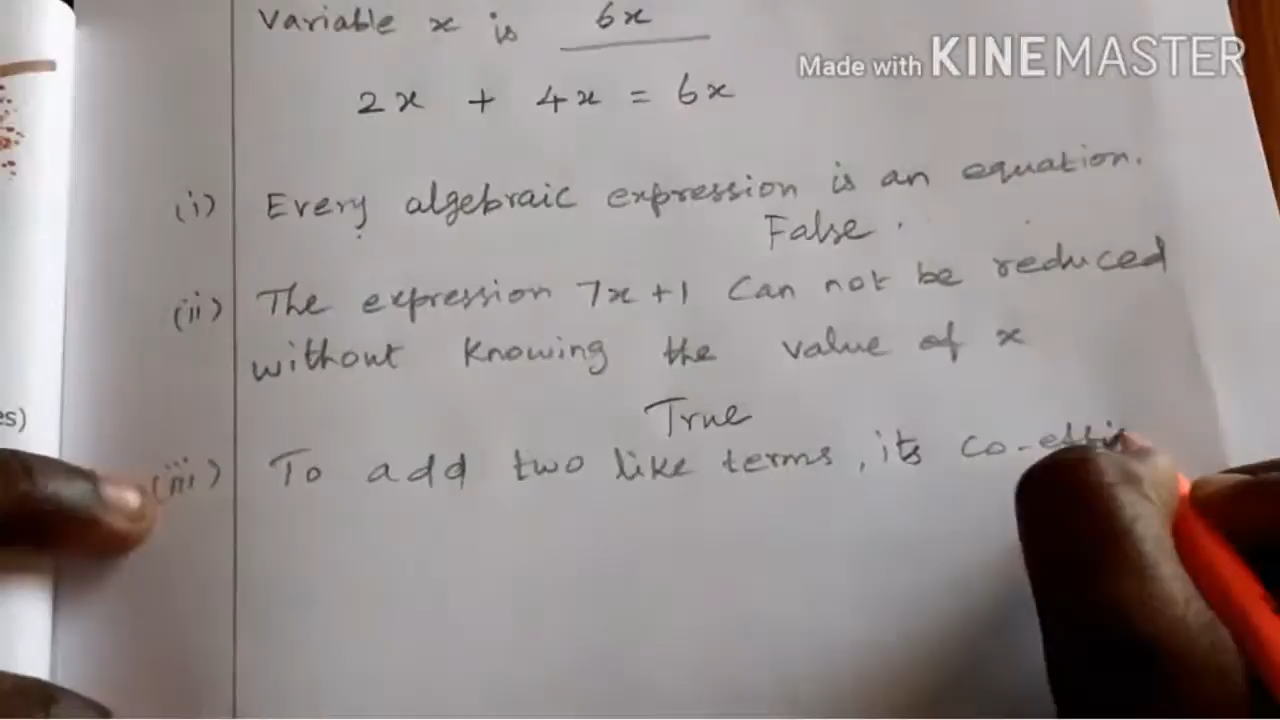 Variable x is 6x
Made with KINEMASTER
2x + 4x = 6x
(i) Every algebraic expression is an equation.
False.
(ii) The expression 7x+1 Can not be reduced
without knowing the value of x
True
es)
(iii) To add two like terms, its co-effi